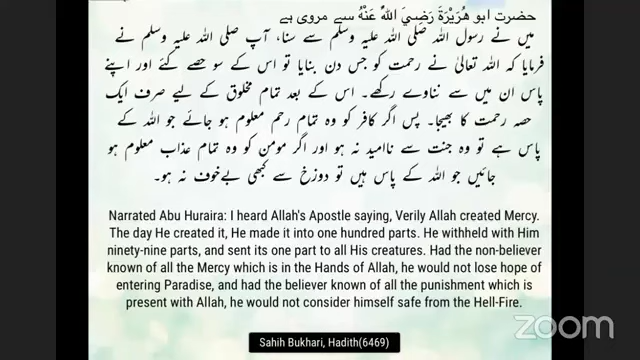 حضرت ابو هُرَيْرَةَ رَضِيَ اللهُ عَنْهُ سے مروی ہے
میں نے رسول اللہ صلی اللہ علیہ وسلم سے سنا، آپ صلی اللہ علیہ وسلم نے
فرمایا کہ اللہ تعالیٰ نے رحمت کو جس دن بنایا تو اس کے سو حصے کئے اور اپنے
پاس ان میں سے نناوے رکھے۔ اس کے بعد تمام مخلوق کے لیے صرف ایک
حصہ رحمت کا بھیجا۔ پس اگر کافر کو وہ تمام رحم معلوم ہو جائے جو اللہ کے
پاس ہے تو وہ جنت سے ناامید نہ ہو اور اگر مومن کو وہ تمام عذاب معلوم ہو
جائیں جو اللہ کے پاس ہیں تو دوزخ سے کبھی بےخوف نہ ہو۔
Narrated Abu Huraira: I heard Allah's Apostle saying, Verily Allah created Mercy.
The day He created it, He made it into one hundred parts. He withheld with Him
ninety-nine parts, and sent its one part to all His creatures. Had the non-believer
known of all the Mercy which is in the Hands of Allah, he would not lose hope of
entering Paradise, and had the believer known of all the punishment which is
present with Allah, he would not consider himself safe from the Hell-Fire.
Sahih Bukhari, Hadith(6469)
zoom